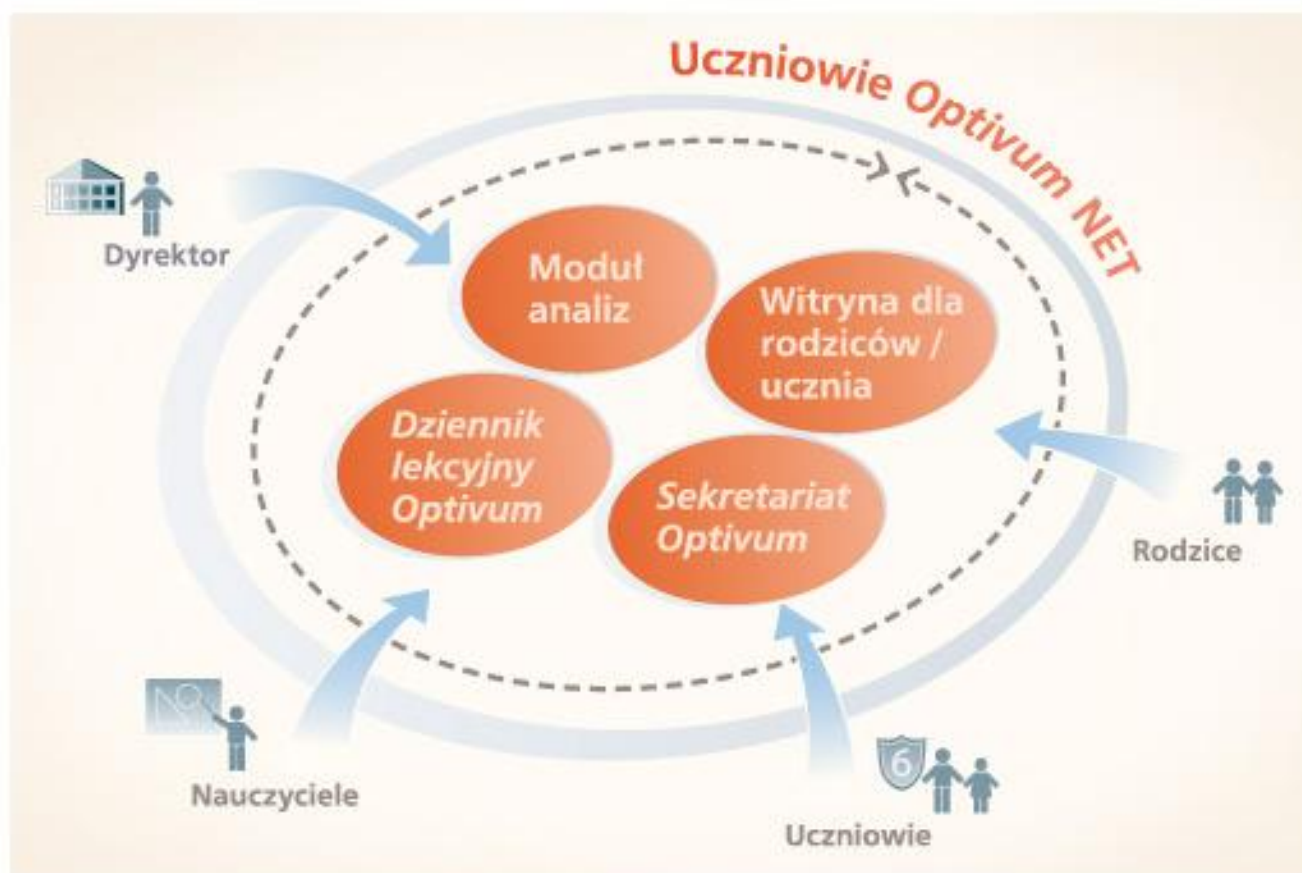 Uczniowie Optivum NET
Dyrektor
Moduł
analiz
Witryna dla
rodziców /
ucznia
Dziennik
lekcyjny
Optivum
Sekretariat
Optivum
Rodzice
Nauczyciele
6
Uczniowie